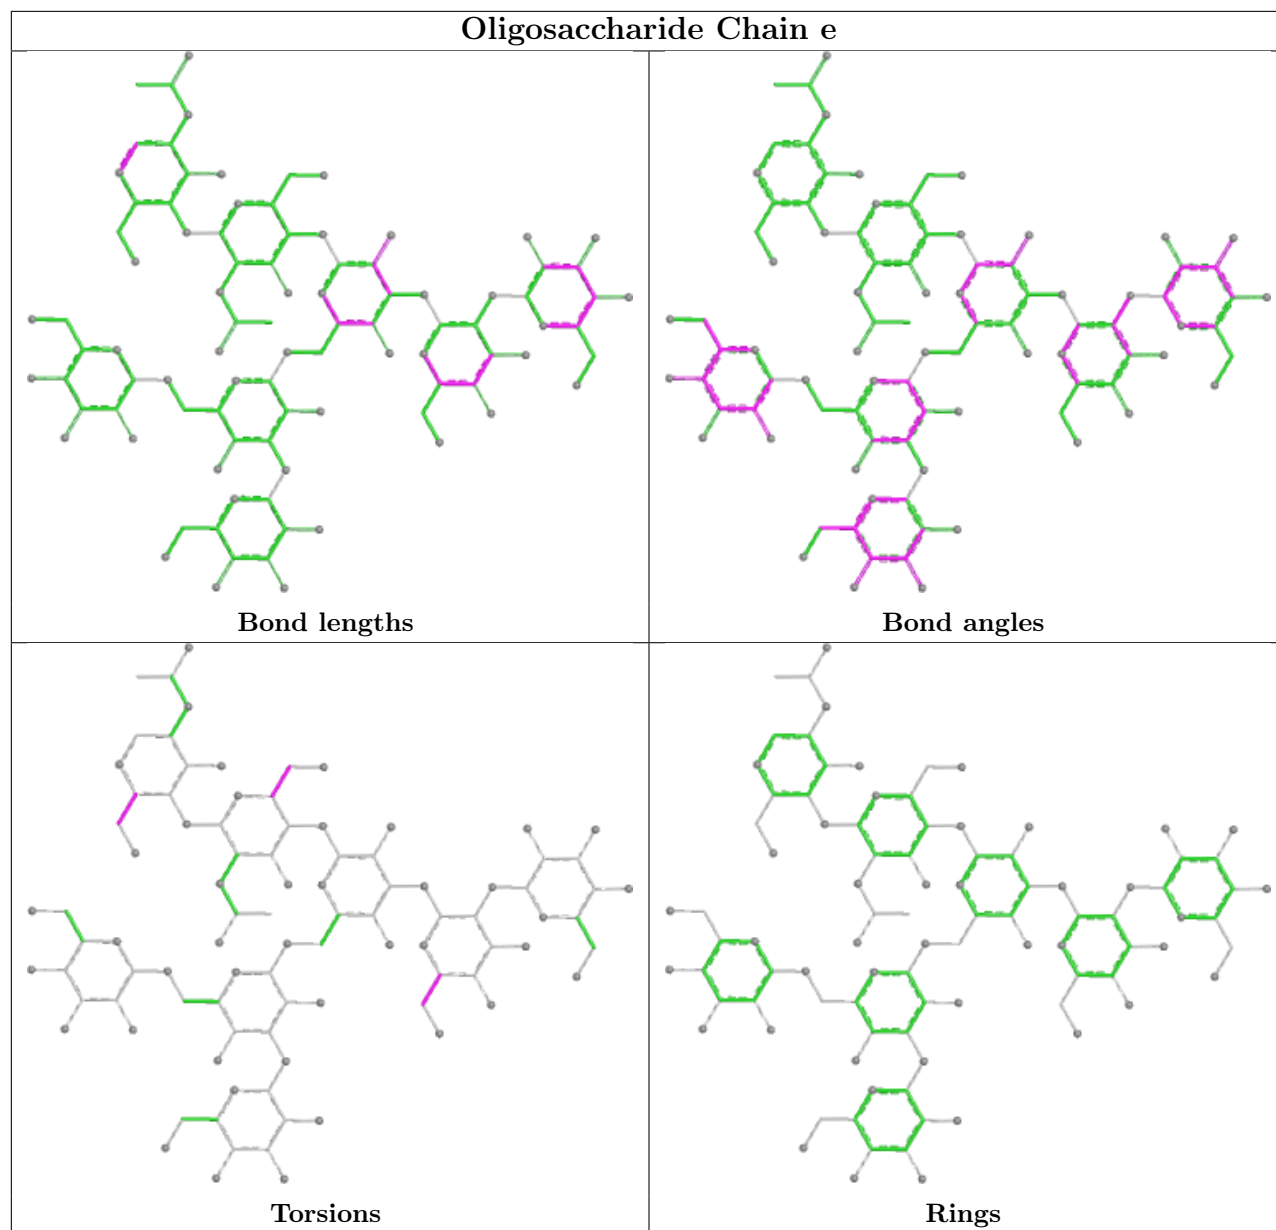 Oligosaccharide Chain e
Bond lengths
Bond angles
Torsions
Rings